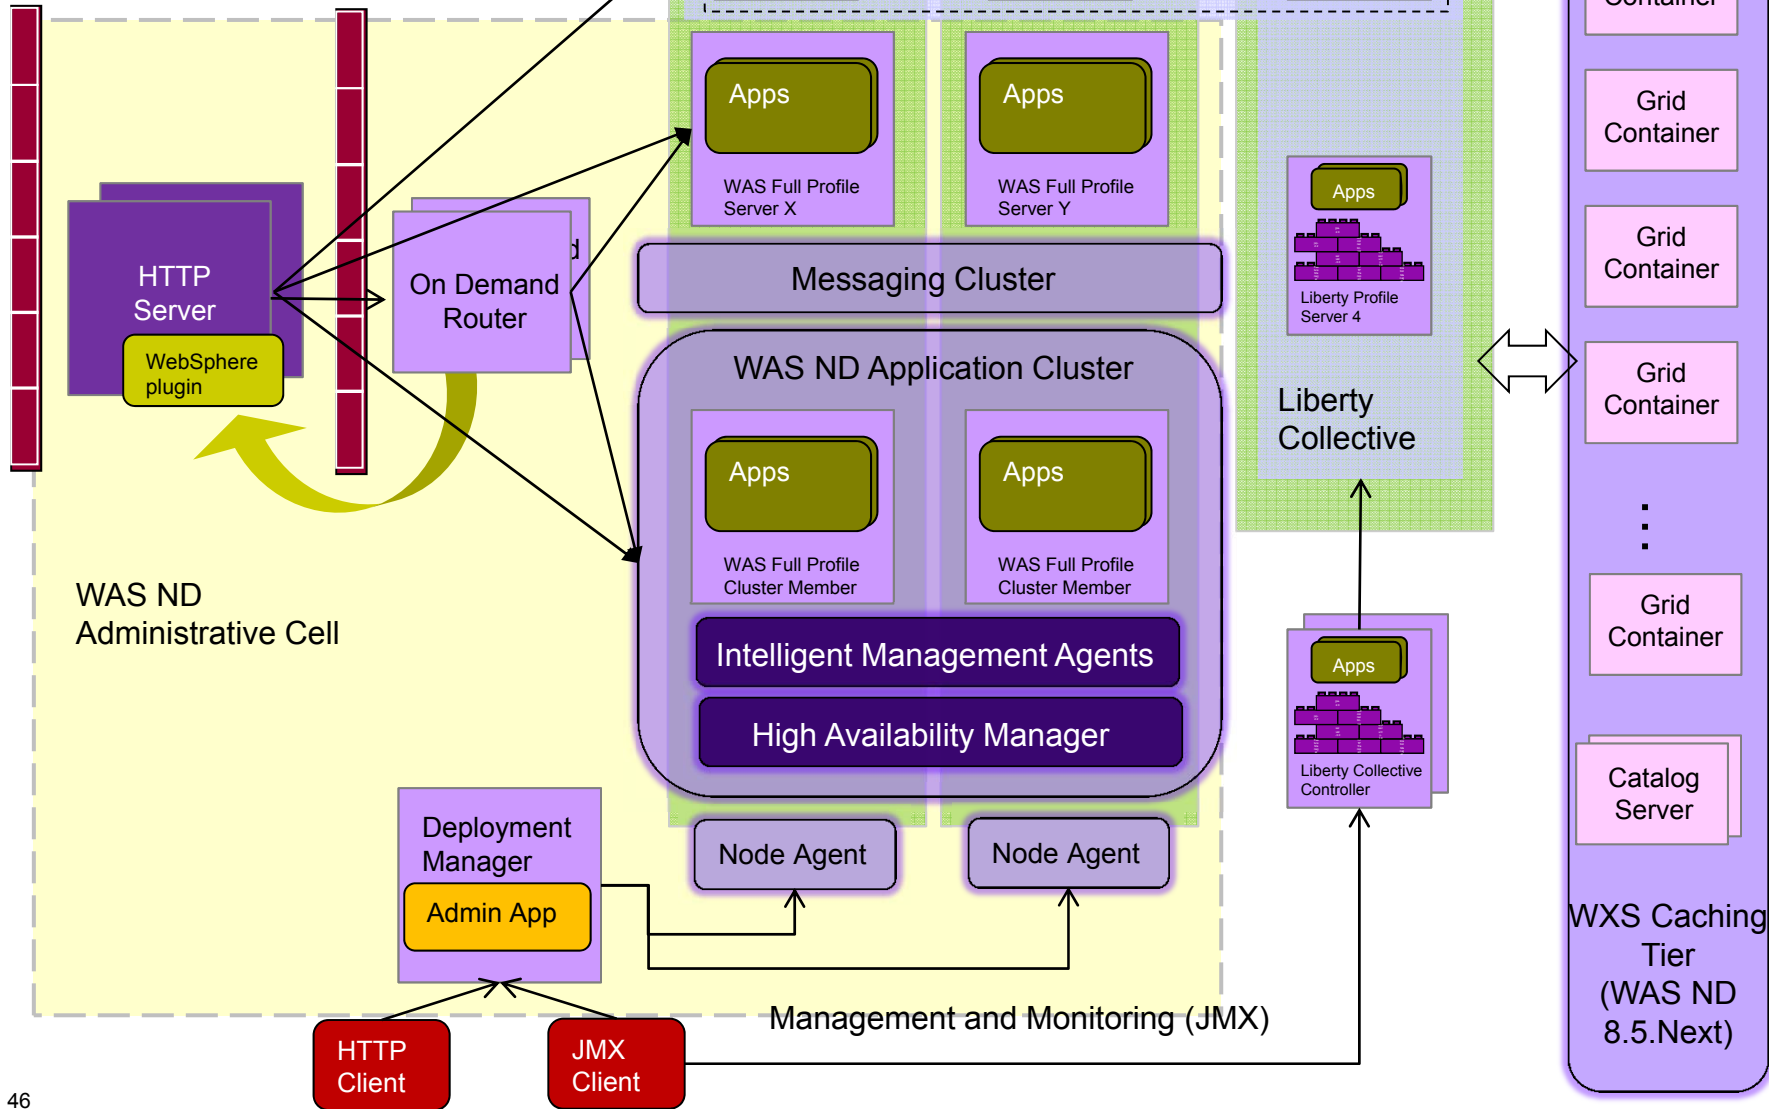 Container
Apps
Apps
Grid
Container
WAS Full Profile
Server X
WAS Full Profile
Server Y
Apps
Grid
Container
HTTP
Server
d
On Demand
Router
Messaging Cluster
Liberty Profile
Server 4
WebSphere
plugin
WAS ND Application Cluster
Grid
Container
Liberty
Collective
Apps
Apps
WAS Full Profile
Cluster Member
WAS Full Profile
Cluster Member
WAS ND
Administrative Cell
Grid
Container
Intelligent Management Agents
Apps
High Availability Manager
Liberty Collective
Controller
Catalog
Server
Deployment
Manager
Node Agent
Node Agent
Admin App
WXS Caching
Tier
(WAS ND
8.5.Next)
Management and Monitoring (JMX)
HTTP
Client
JMX
Client
46